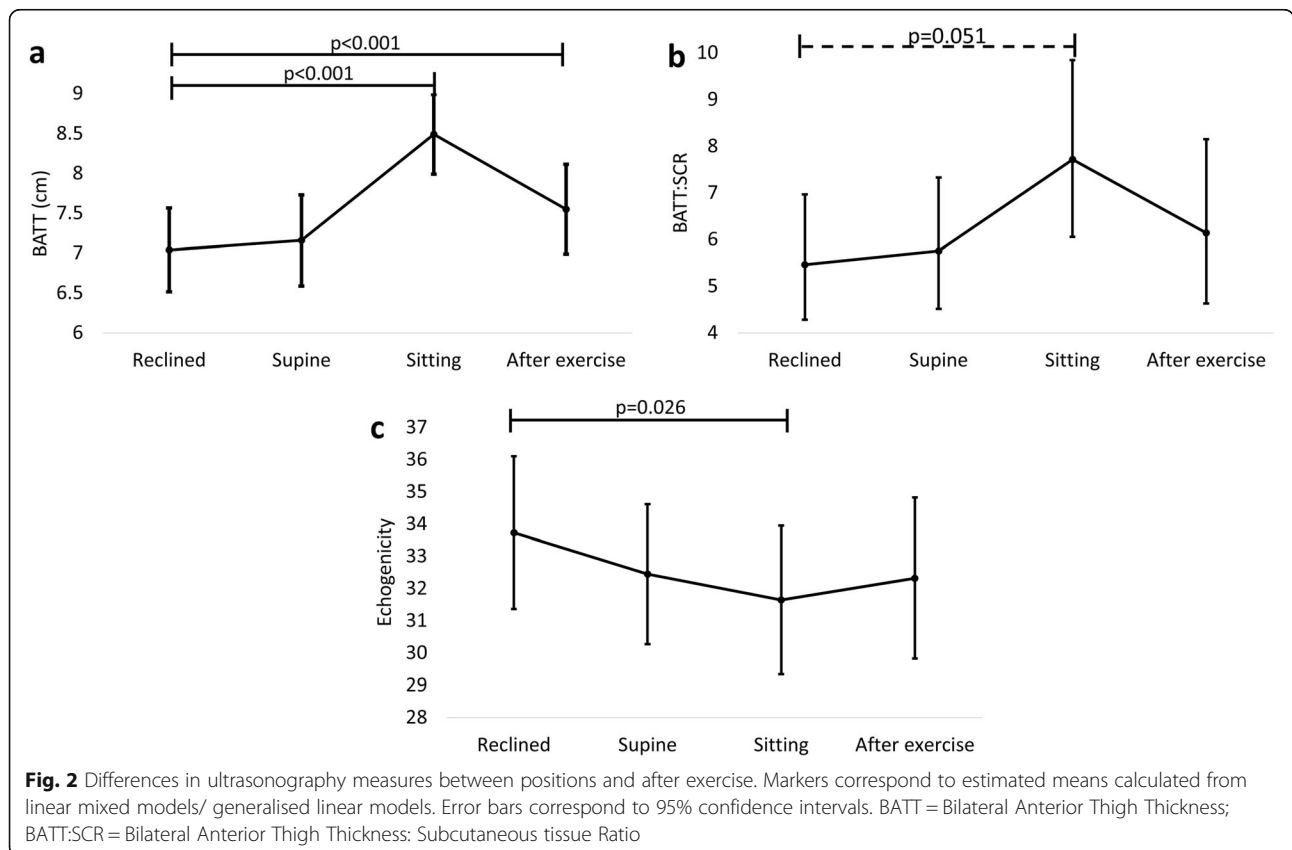 a
p<0.001
p<0.001
BATT (cm)
9
8.5
8
7.5
7
6.5
6
Reclined Supine Sitting After exercise
b
p=0.051
BATT:SCR
10
9
8
7
6
5
4
Reclined Supine Sitting After exercise
c
p=0.026
Echogenicity
37
36
35
34
33
32
31
30
29
28
Reclined Supine Sitting After exercise
Fig. 2 Differences in ultrasonography measures between positions and after exercise. Markers correspond to estimated means calculated from
linear mixed models/ generalised linear models. Error bars correspond to 95% confidence intervals. BATT = Bilateral Anterior Thigh Thickness;
BATT:SCR = Bilateral Anterior Thigh Thickness: Subcutaneous tissue Ratio